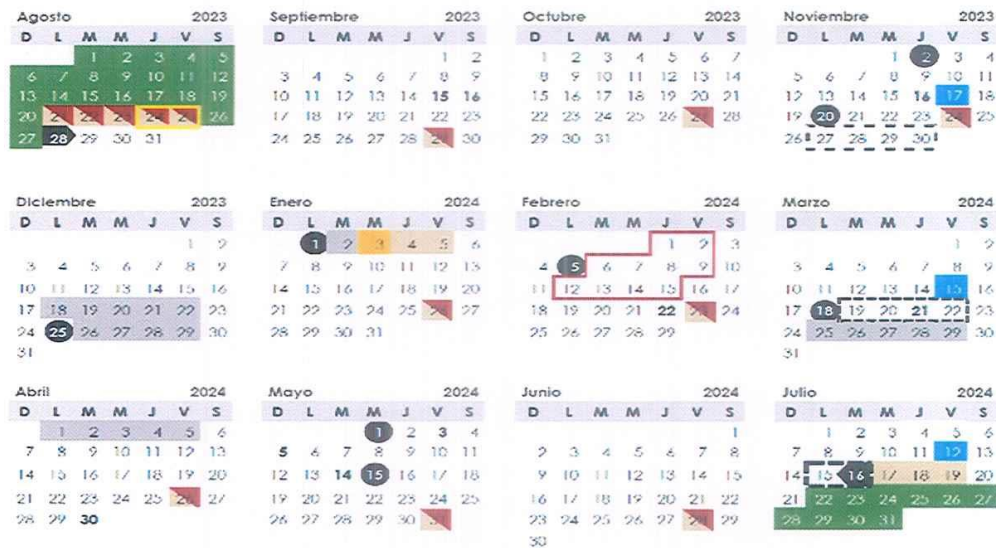 Agosto 2023
D L M M J V S
1 2 3 4 5
6 7 8 9 10 11 12
13 14 15 16 17 18 19
20 21 22 23 24 25 26
27 28 29 30 31
Septiembre 2023
D L M M J V S
1 2
3 4 5 6 7 8 9
10 11 12 13 14 15 16
17 18 19 20 21 22 23
24 25 26 27 28 29 30
Octubre 2023
D L M M J V S
1 2 3 4 5 6 7
8 9 10 11 12 13 14
15 16 17 18 19 20 21
22 23 24 25 26 27 28
29 30 31
Noviembre 2023
D L M M J V S
1 2 3 4
5 6 7 8 9 10 11
12 13 14 15 16 17 18
19 20 21 22 23 24 25
26 27 28 29 30
Diciembre 2023
D L M M J V S
1 2
3 4 5 6 7 8 9
10 11 12 13 14 15 16
17 18 19 20 21 22 23
24 25 26 27 28 29 30
31
Enero 2024
D L M M J V S
1 2 3 4 5 6
7 8 9 10 11 12 13
14 15 16 17 18 19 20
21 22 23 24 25 26 27
28 29 30 31
Febrero 2024
D L M M J V S
1 2 3
4 5 6 7 8 9 10
11 12 13 14 15 16 17
18 19 20 21 22 23 24
25 26 27 28 29
Marzo 2024
D L M M J V S
1 2
3 4 5 6 7 8 9
10 11 12 13 14 15 16
17 18 19 20 21 22 23
24 25 26 27 28 29 30
31
Abril 2024
D L M M J V S
1 2 3 4 5 6
7 8 9 10 11 12 13
14 15 16 17 18 19 20
21 22 23 24 25 26 27
28 29 30
Mayo 2024
D L M M J V S
1 2 3 4
5 6 7 8 9 10 11
12 13 14 15 16 17 18
19 20 21 22 23 24 25
26 27 28 29 30 31
Junio 2024
D L M M J V S
1
2 3 4 5 6 7 8
9 10 11 12 13 14 15
16 17 18 19 20 21 22
23 24 25 26 27 28 29
30
Julio 2024
D L M M J V S
1 2 3 4 5 6
7 8 9 10 11 12 13
14 15 16 17 18 19 20
21 22 23 24 25 26 27
28 29 30 31